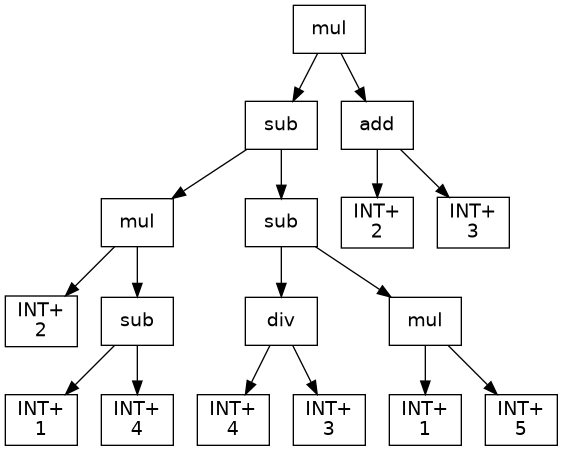 mul
sub add
mul sub INT+ INT+
2 3
INT+ sub div mul
2
INT+ INT+ INT+ INT+ INT+ INT+
1 4 4 3 1 5